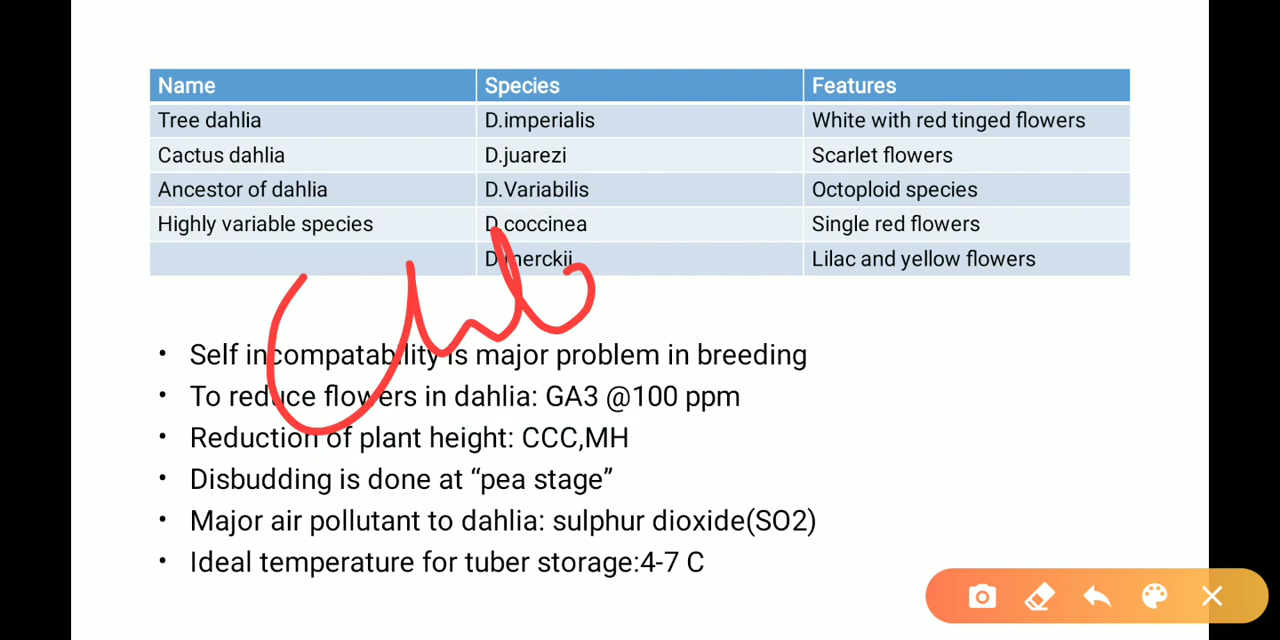 Name Species Features
Tree dahlia D.imperialis White with red tinged flowers
Cactus dahlia D.juarezi Scarlet flowers
Ancestor of dahlia D.Variabilis Octoploid species
Highly variable species D.coccinea Single red flowers
D.merckii Lilac and yellow flowers
• Self incompatability is major problem in breeding
• To reduce flowers in dahlia: GA3 @100 ppm
• Reduction of plant height: CCC,MH
• Disbudding is done at “pea stage”
• Major air pollutant to dahlia: sulphur dioxide(SO2)
• Ideal temperature for tuber storage:4-7 C